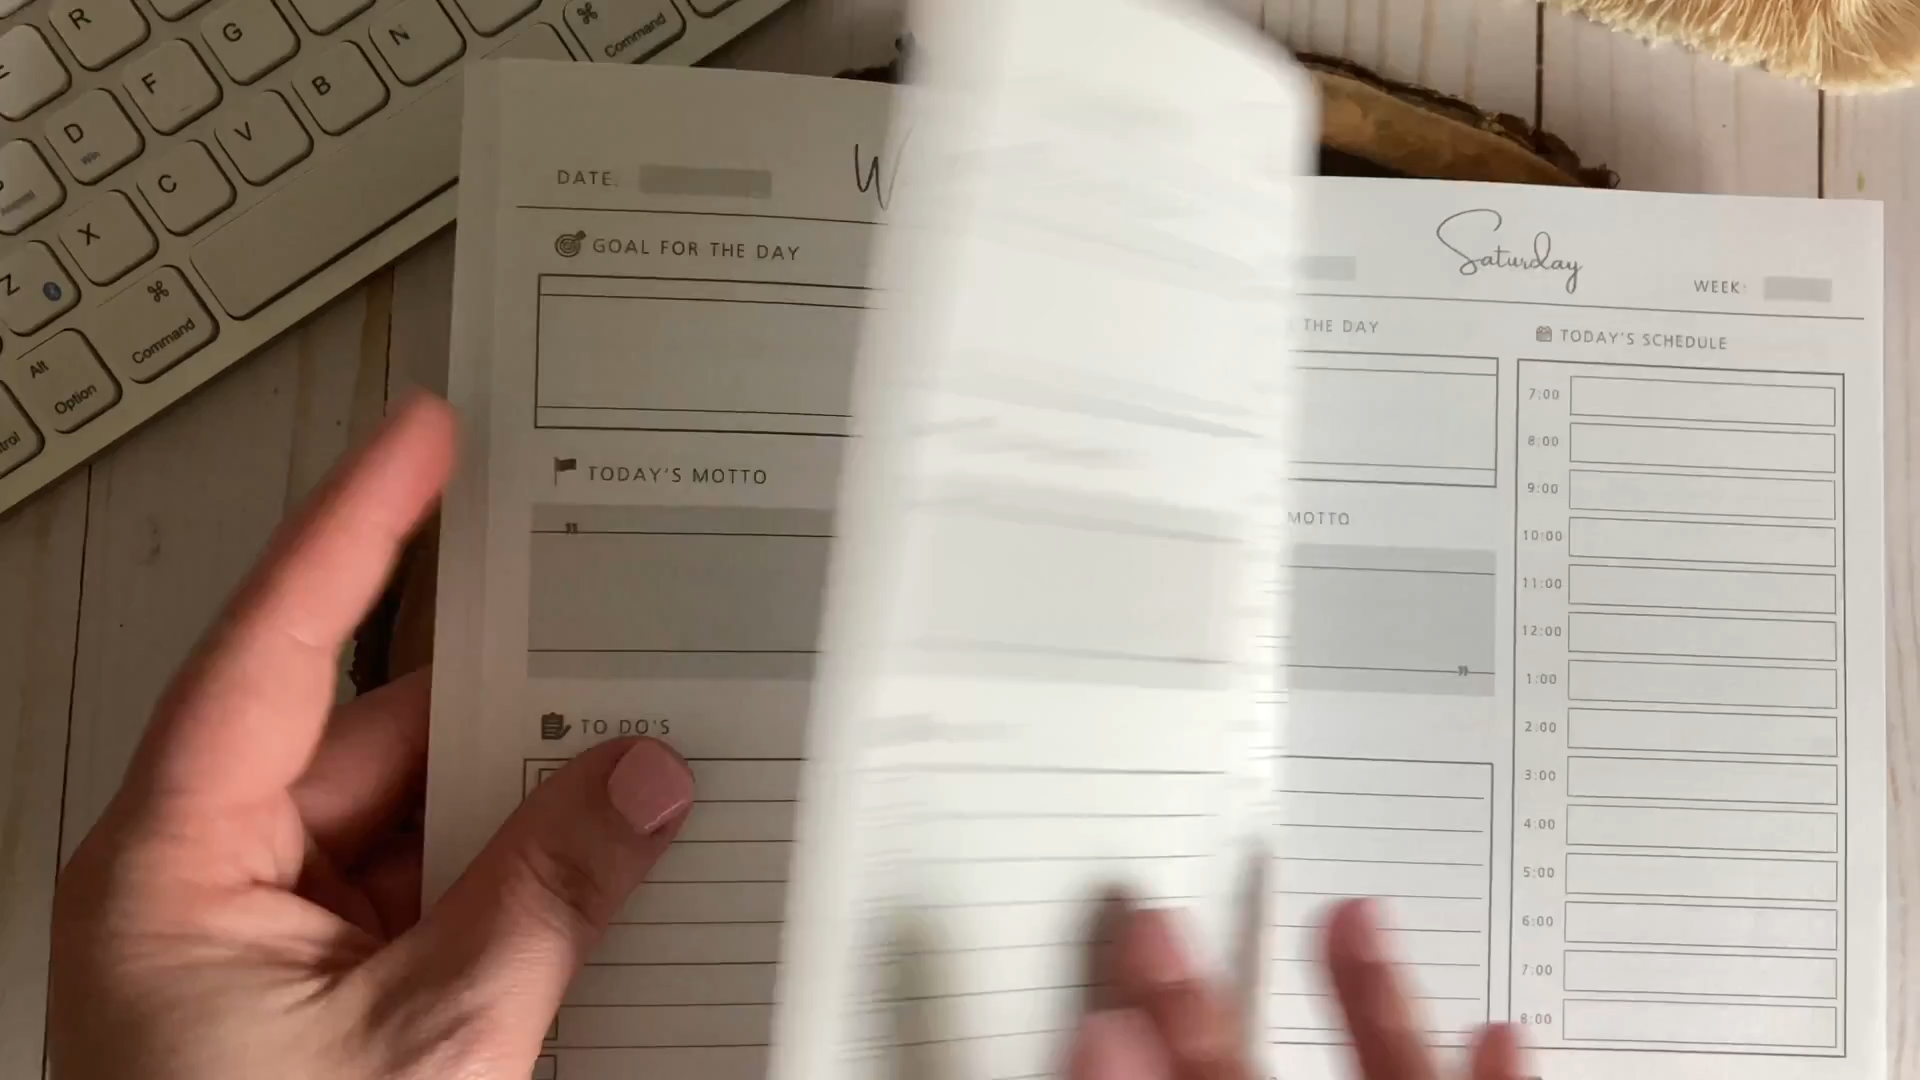 R
G
N
⌘
Command
F
B
D
Win
V
C
X
Z
⌘
Command
Alt
Option
DATE:
GOAL FOR THE DAY
TODAY'S MOTTO
"
TO DO'S
Saturday
WEEK:
THE DAY
TODAY'S SCHEDULE
7:00
8:00
9:00
MOTTO
10:00
11:00
12:00
"
1:00
2:00
3:00
4:00
5:00
6:00
7:00
8:00